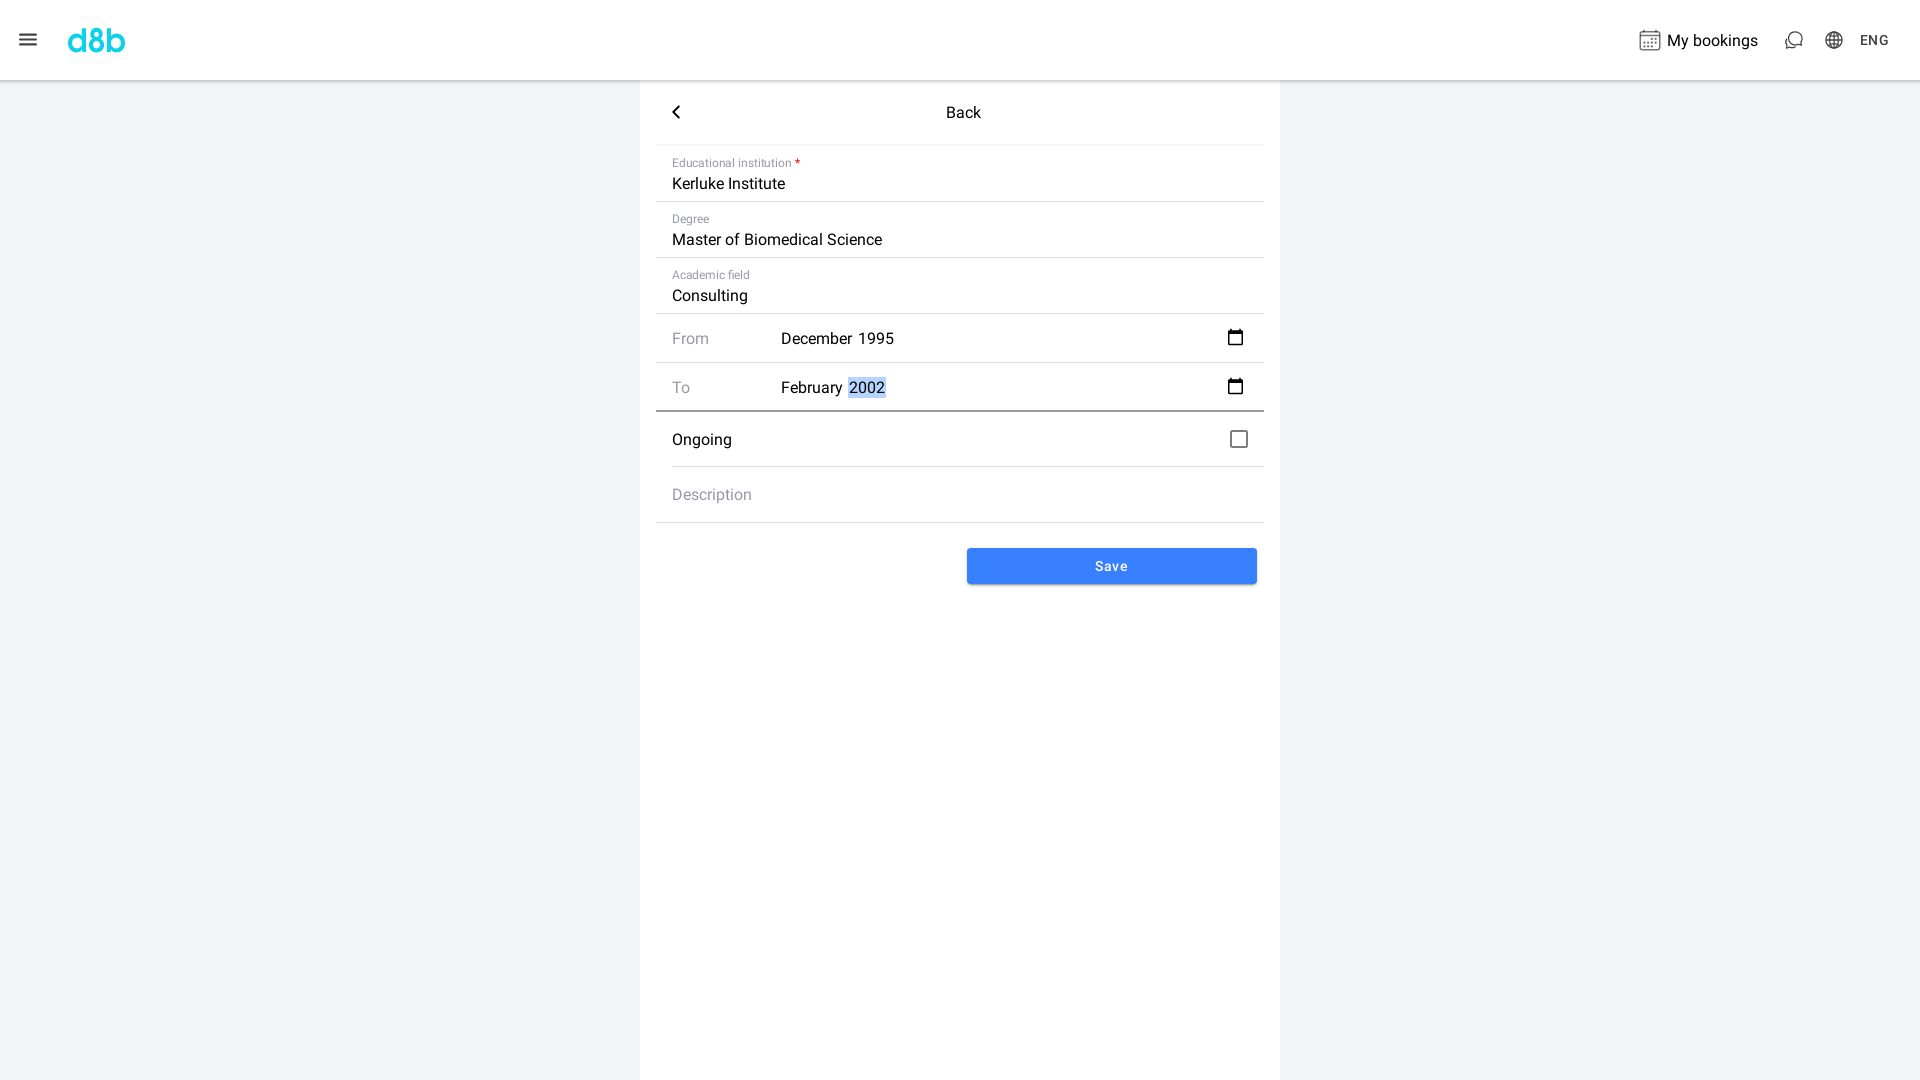 d8b
My bookings
ENG
Back
Educational institution *
Kerluke Institute
Degree
Master of Biomedical Science
Academic field
Consulting
From December 1995
To February 2002
Ongoing
Description
Save